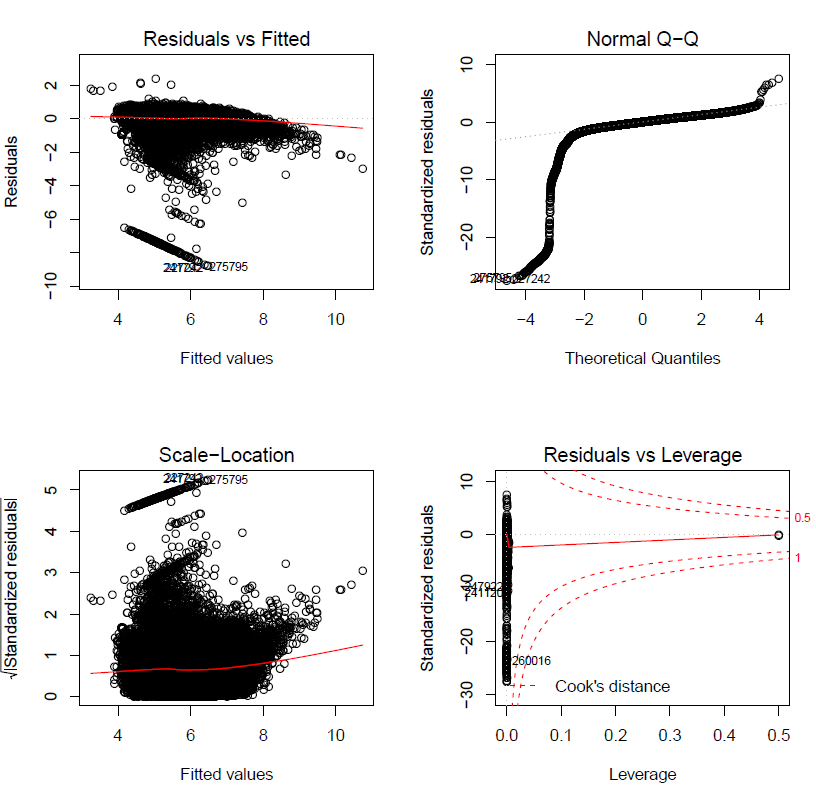 Residuals vs Fitted
Residuals
2
0
−2
−4
−6
−10
275795
4 6 8 10
Fitted values
Normal Q−Q
Standardized residuals
10
0
−10
−20
−4 −2 0 2 4
Theoretical Quantiles
Scale−Location
√|Standardized residuals|
5
4
3
2
1
0
275795
4 6 8 10
Fitted values
Residuals vs Leverage
Standardized residuals
10
0
−10
−20
−30
0.5
1
260016
Cook's distance
0.0 0.1 0.2 0.3 0.4 0.5
Leverage